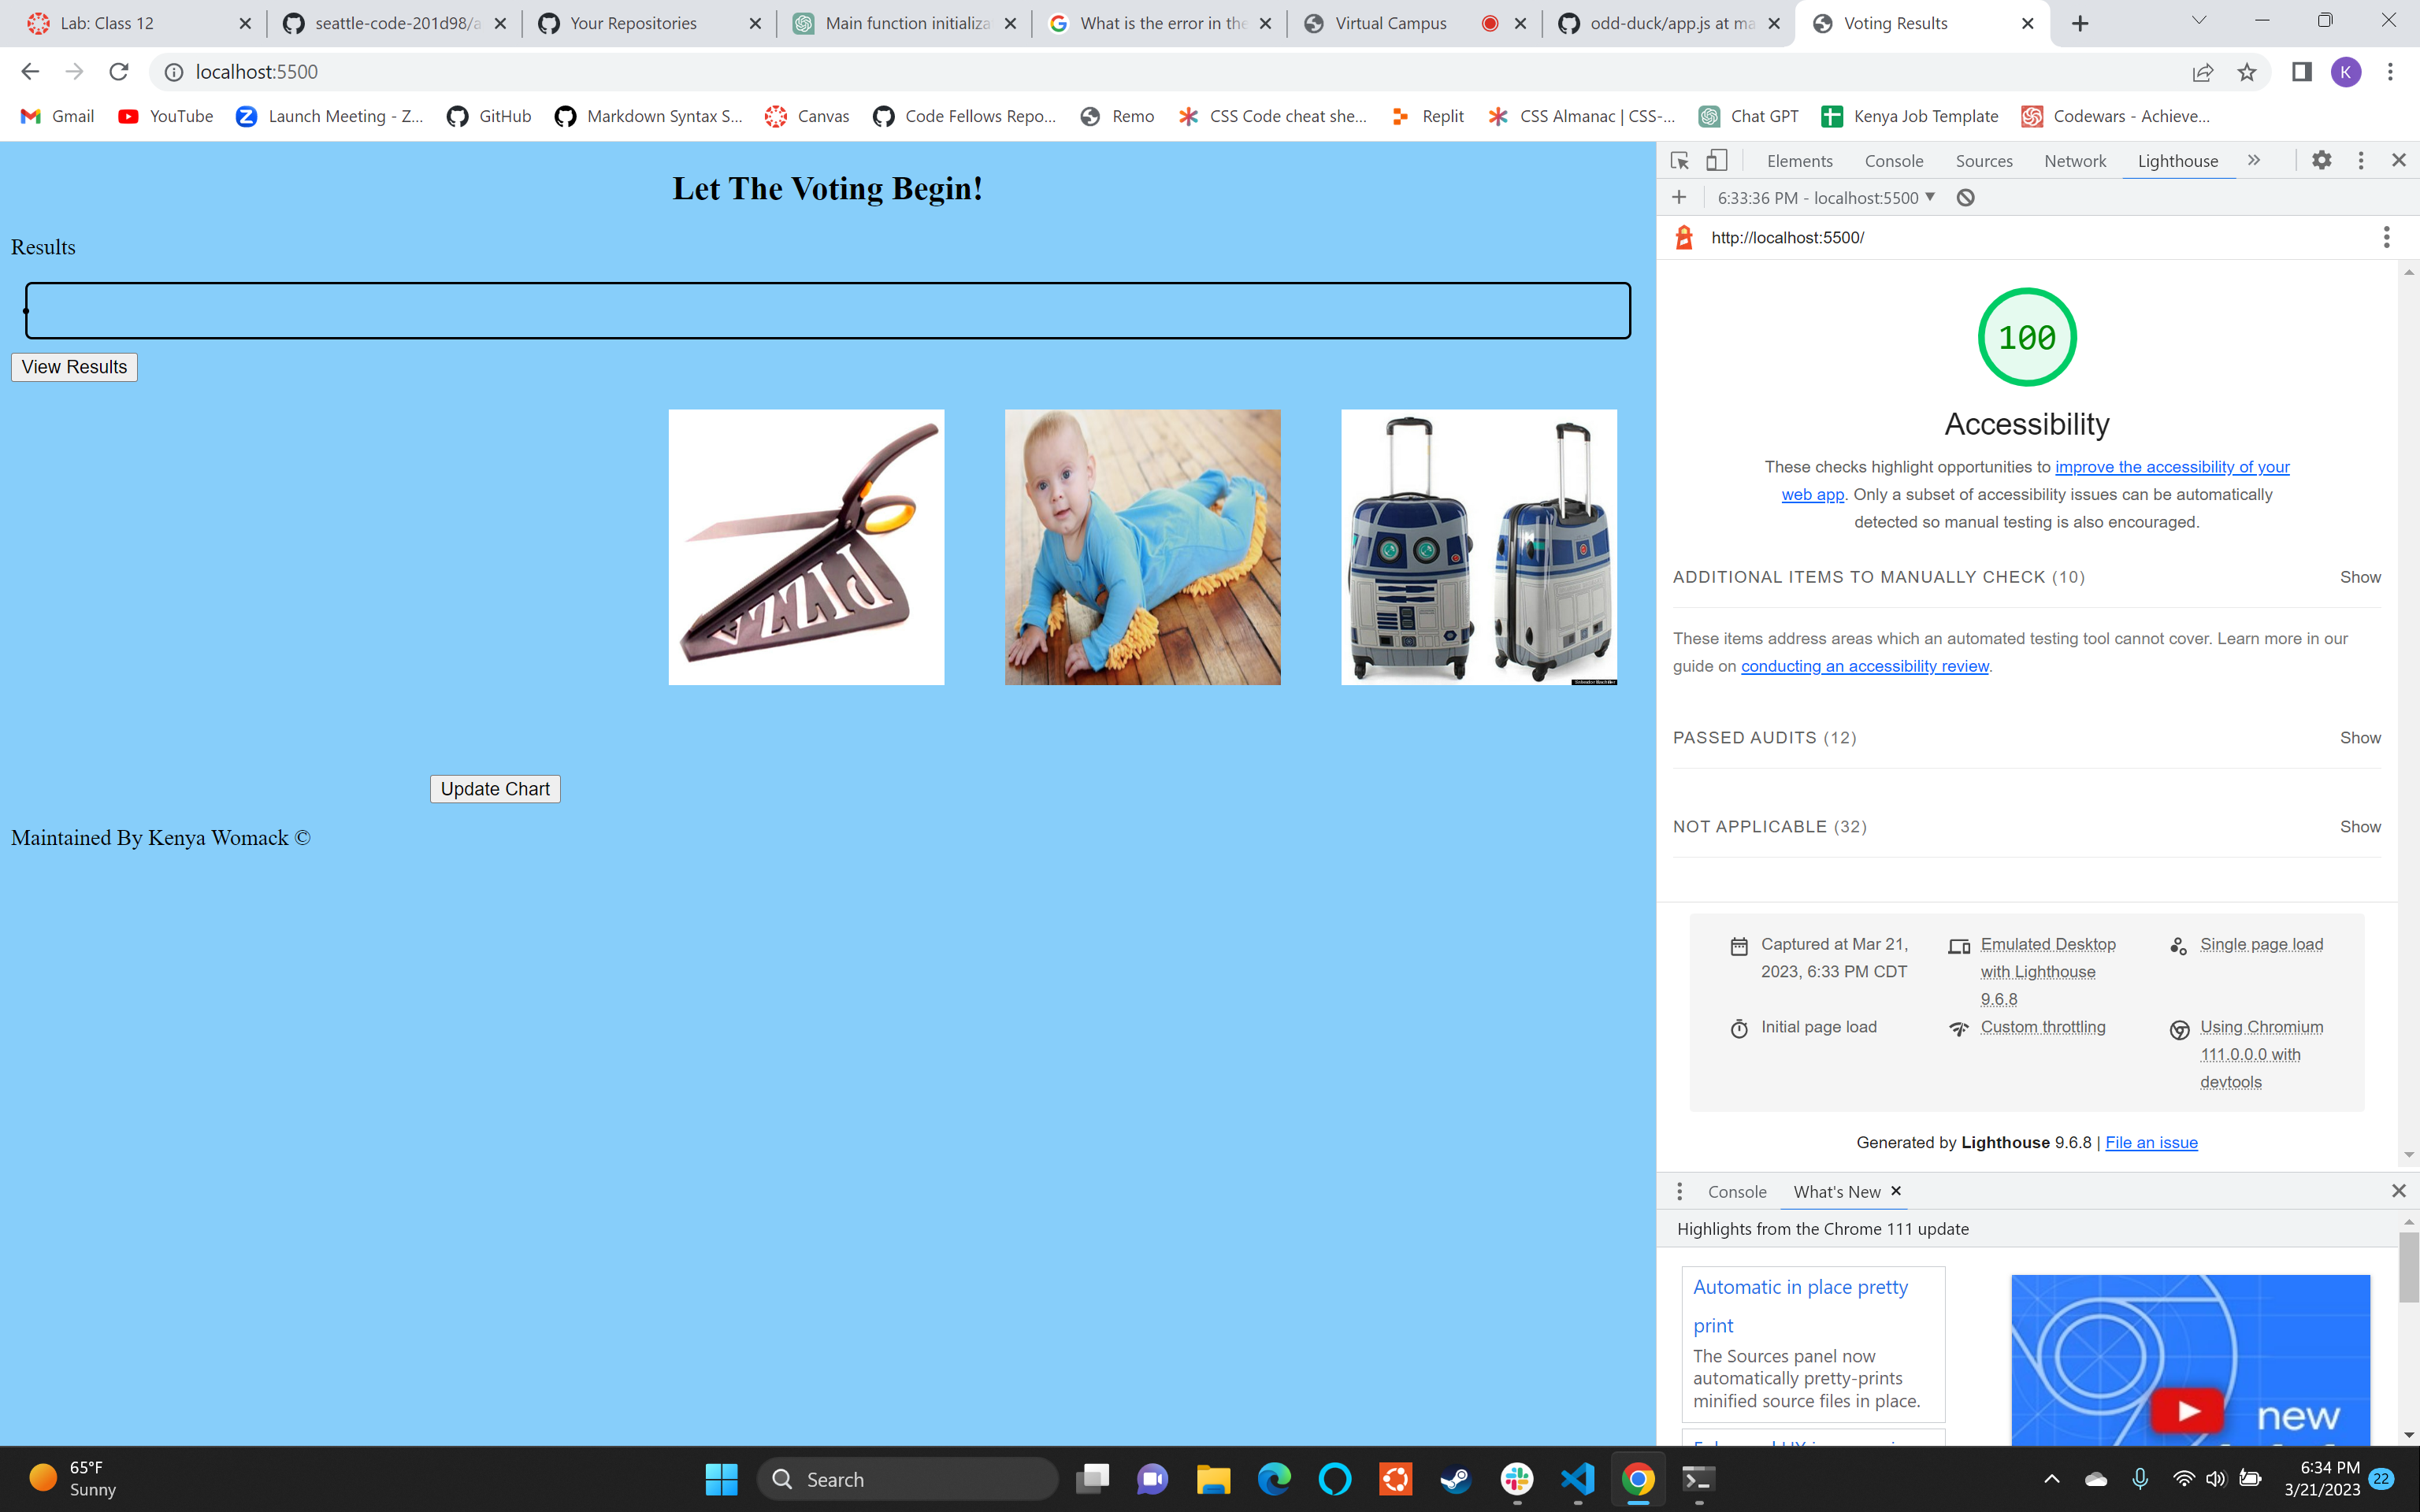 Lab: Class 12
seattle-code-201d98/a
Your Repositories
Main function initializa
What is the error in the
Virtual Campus
odd-duck/app.js at ma
Voting Results
localhost:5500
K
Gmail
YouTube
Launch Meeting - Z...
GitHub
Markdown Syntax S...
Canvas
Code Fellows Repo...
Remo
CSS Code cheat she...
Replit
CSS Almanac | CSS-...
Chat GPT
Kenya Job Template
Codewars - Achieve...
Let The Voting Begin!
Results
View Results
PIZZA
Update Chart
Maintained By Kenya Womack ©
Elements
Console
Sources
Network
Lighthouse
6:33:36 PM - localhost:5500
http://localhost:5500/
100
Accessibility
These checks highlight opportunities to improve the accessibility of your
web app. Only a subset of accessibility issues can be automatically
detected so manual testing is also encouraged.
ADDITIONAL ITEMS TO MANUALLY CHECK (10)
Show
These items address areas which an automated testing tool cannot cover. Learn more in our
guide on conducting an accessibility review.
PASSED AUDITS (12)
Show
NOT APPLICABLE (32)
Show
Captured at Mar 21,
2023, 6:33 PM CDT
Emulated Desktop
with Lighthouse
9.6.8
Single page load
Initial page load
Custom throttling
Using Chromium
111.0.0.0 with
devtools
Generated by Lighthouse 9.6.8 | File an issue
Console
What's New
Highlights from the Chrome 111 update
Automatic in place pretty
print
The Sources panel now
automatically pretty-prints
minified source files in place.
new
65°F
Sunny
Search
6:34 PM
3/21/2023
22